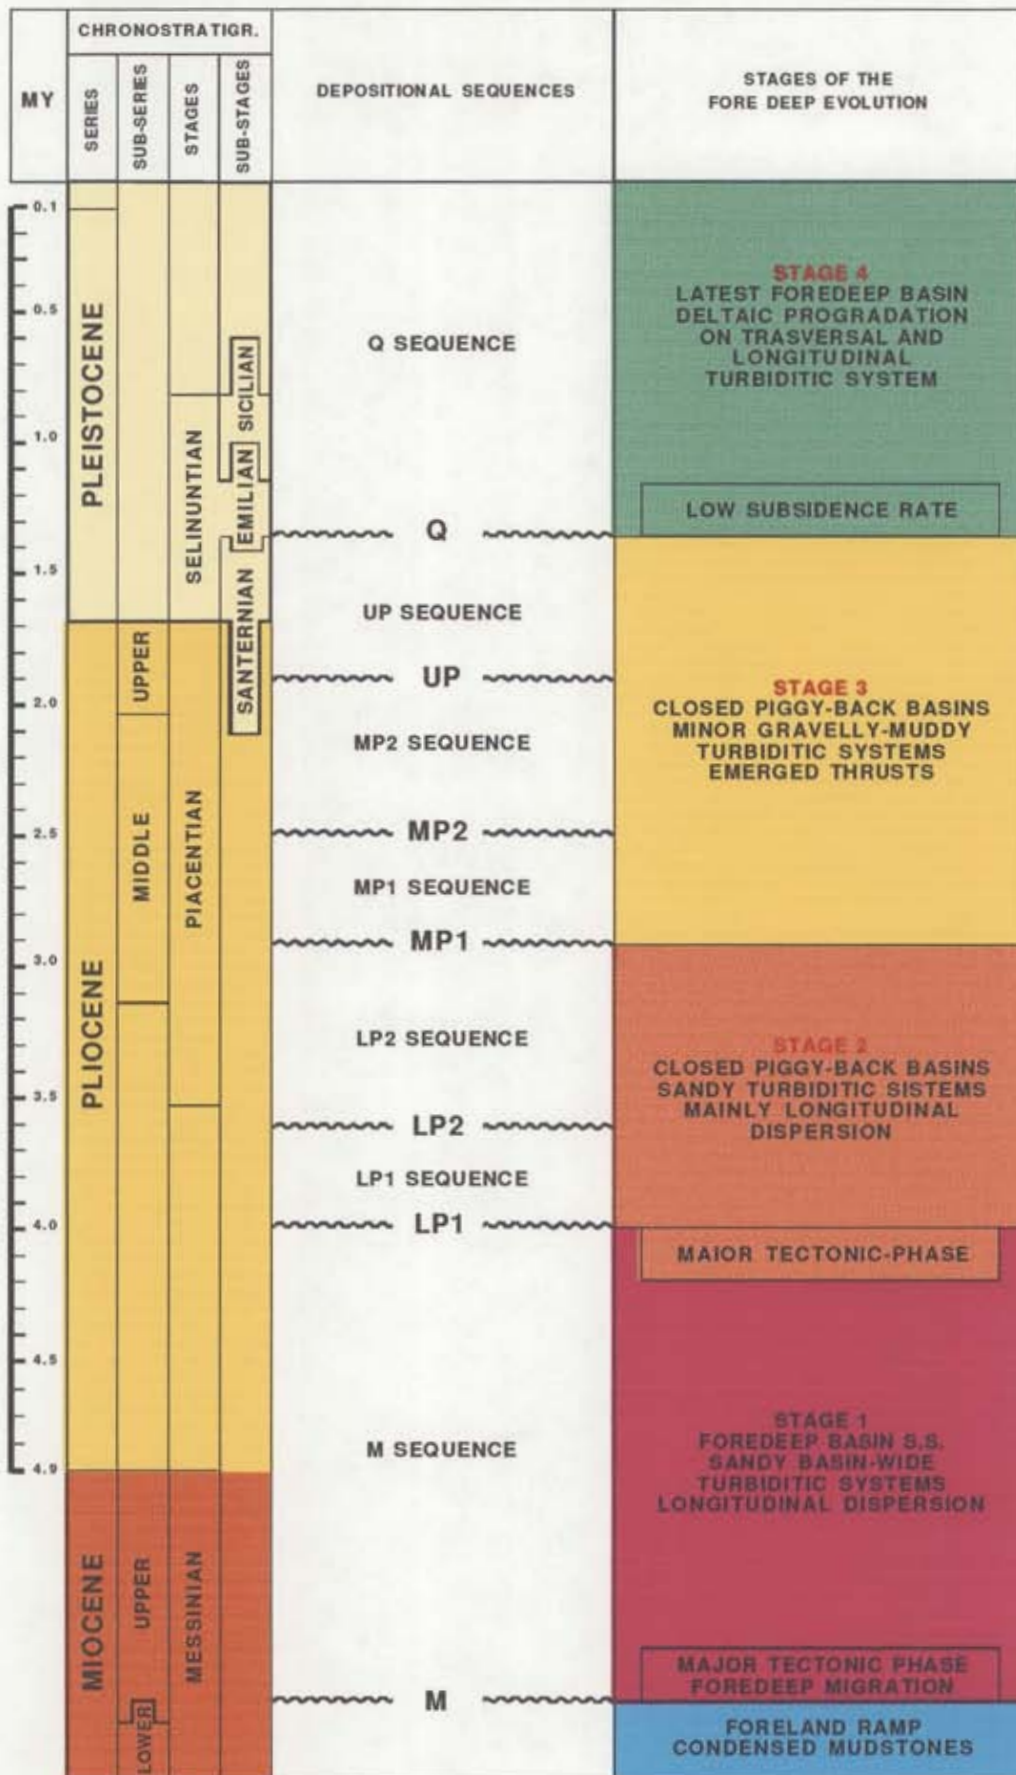 CHRONOSTRATIGR.
MY
SERIES
SUB-SERIES
STAGES
SUB-STAGES
DEPOSITIONAL SEQUENCES
STAGES OF THE
FORE DEEP EVOLUTION
0.1
0.5
1.0
1.5
2.0
2.5
3.0
3.5
4.0
4.5
4.9
PLEISTOCENE
PLIOCENE
MIOCENE
UPPER
MIDDLE
UPPER
LOWER
SELINUNTIAN
PIACENTIAN
MESSINIAN
SICILIAN
EMILIAN
SANTERNIAN
Q SEQUENCE
Q
UP SEQUENCE
UP
MP2 SEQUENCE
MP2
MP1 SEQUENCE
MP1
LP2 SEQUENCE
LP2
LP1 SEQUENCE
LP1
M SEQUENCE
M
STAGE 4
LATEST FOREDEEP BASIN
DELTAIC PROGRADATION
ON TRASVERSAL AND
LONGITUDINAL
TURBIDITIC SYSTEM
LOW SUBSIDENCE RATE
STAGE 3
CLOSED PIGGY-BACK BASINS
MINOR GRAVELLY-MUDDY
TURBIDITIC SYSTEMS
EMERGED THRUSTS
STAGE 2
CLOSED PIGGY-BACK BASINS
SANDY TURBIDITIC SISTEMS
MAINLY LONGITUDINAL
DISPERSION
MAIOR TECTONIC-PHASE
STAGE 1
FOREDEEP BASIN S.S.
SANDY BASIN-WIDE
TURBIDITIC SYSTEMS
LONGITUDINAL DISPERSION
MAJOR TECTONIC PHASE
FOREDEEP MIGRATION
FORELAND RAMP
CONDENSED MUDSTONES